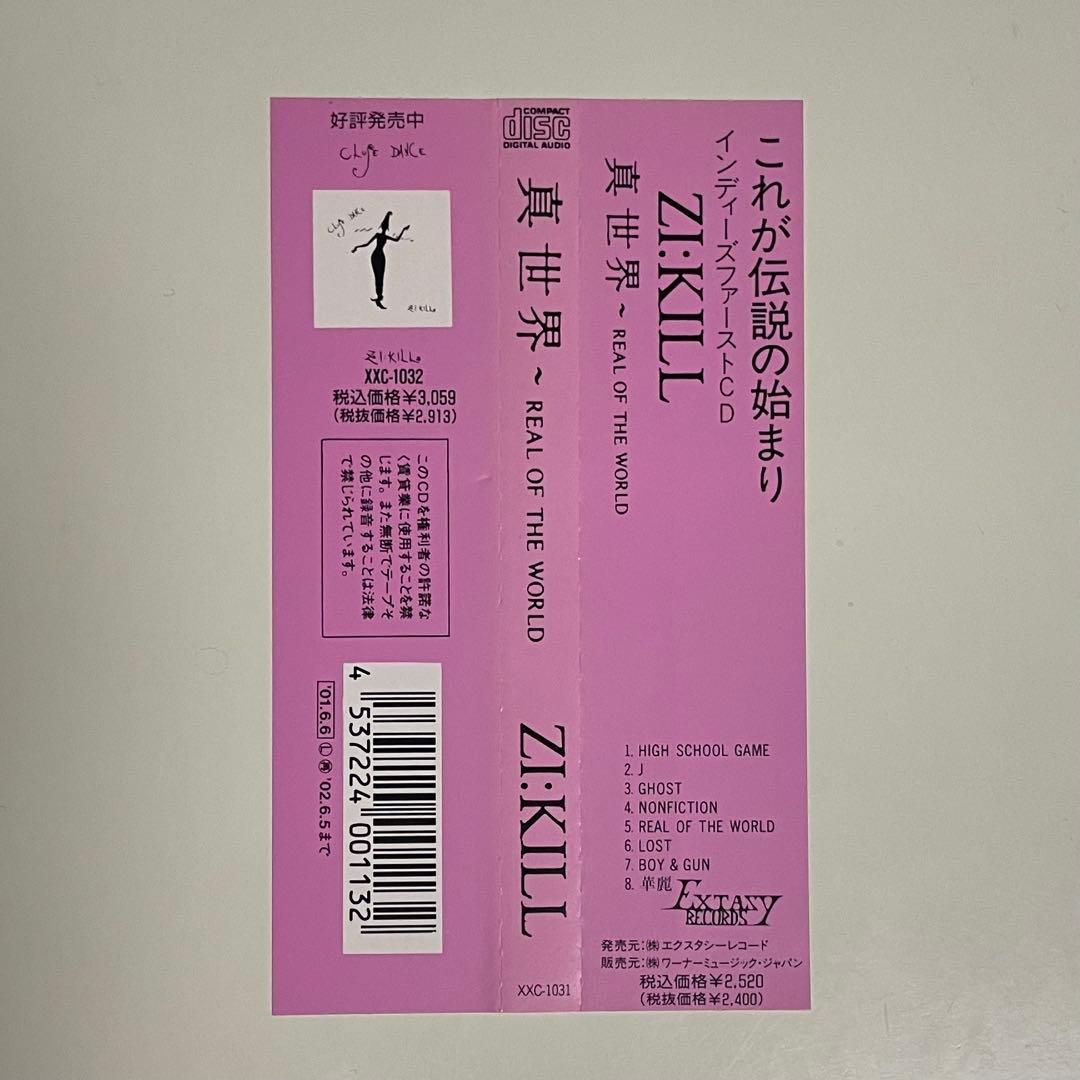 これが伝説の始まり
インディーズファーストCD
ZI:KILL
真世界~REAL OF THE WORLD
1. HIGH SCHOOL GAME
2. J
3. GHOST
4. NONFICTION
5. REAL OF THE WORLD
6. LOST
7. BOY & GUN
8. 華麗
EXTASY
RECORDS
発売元:㈱エクスタシーレコード
販売元:㈱ワーナーミュージック・ジャパン
税込価格¥2,520
(税抜価格¥2,400)
COMPACT
disc
DIGITAL AUDIO
真世界~REAL OF THE WORLD
ZI:KILL
XXC-1031
好評発売中
CLOSE DANCE
CLOSE DANCE
ZI:KILL
ZI:KILL
XXC-1032
税込価格¥3,059
(税抜価格¥2,913)
このCDを権利者の許諾な
く賃貸業に使用することを禁
じます。また無断でテープそ
の他に録音することは法律
で禁じられています。
4 537224 001132
'01.6.6 Ⓛ ㋳ '02.6.5まで